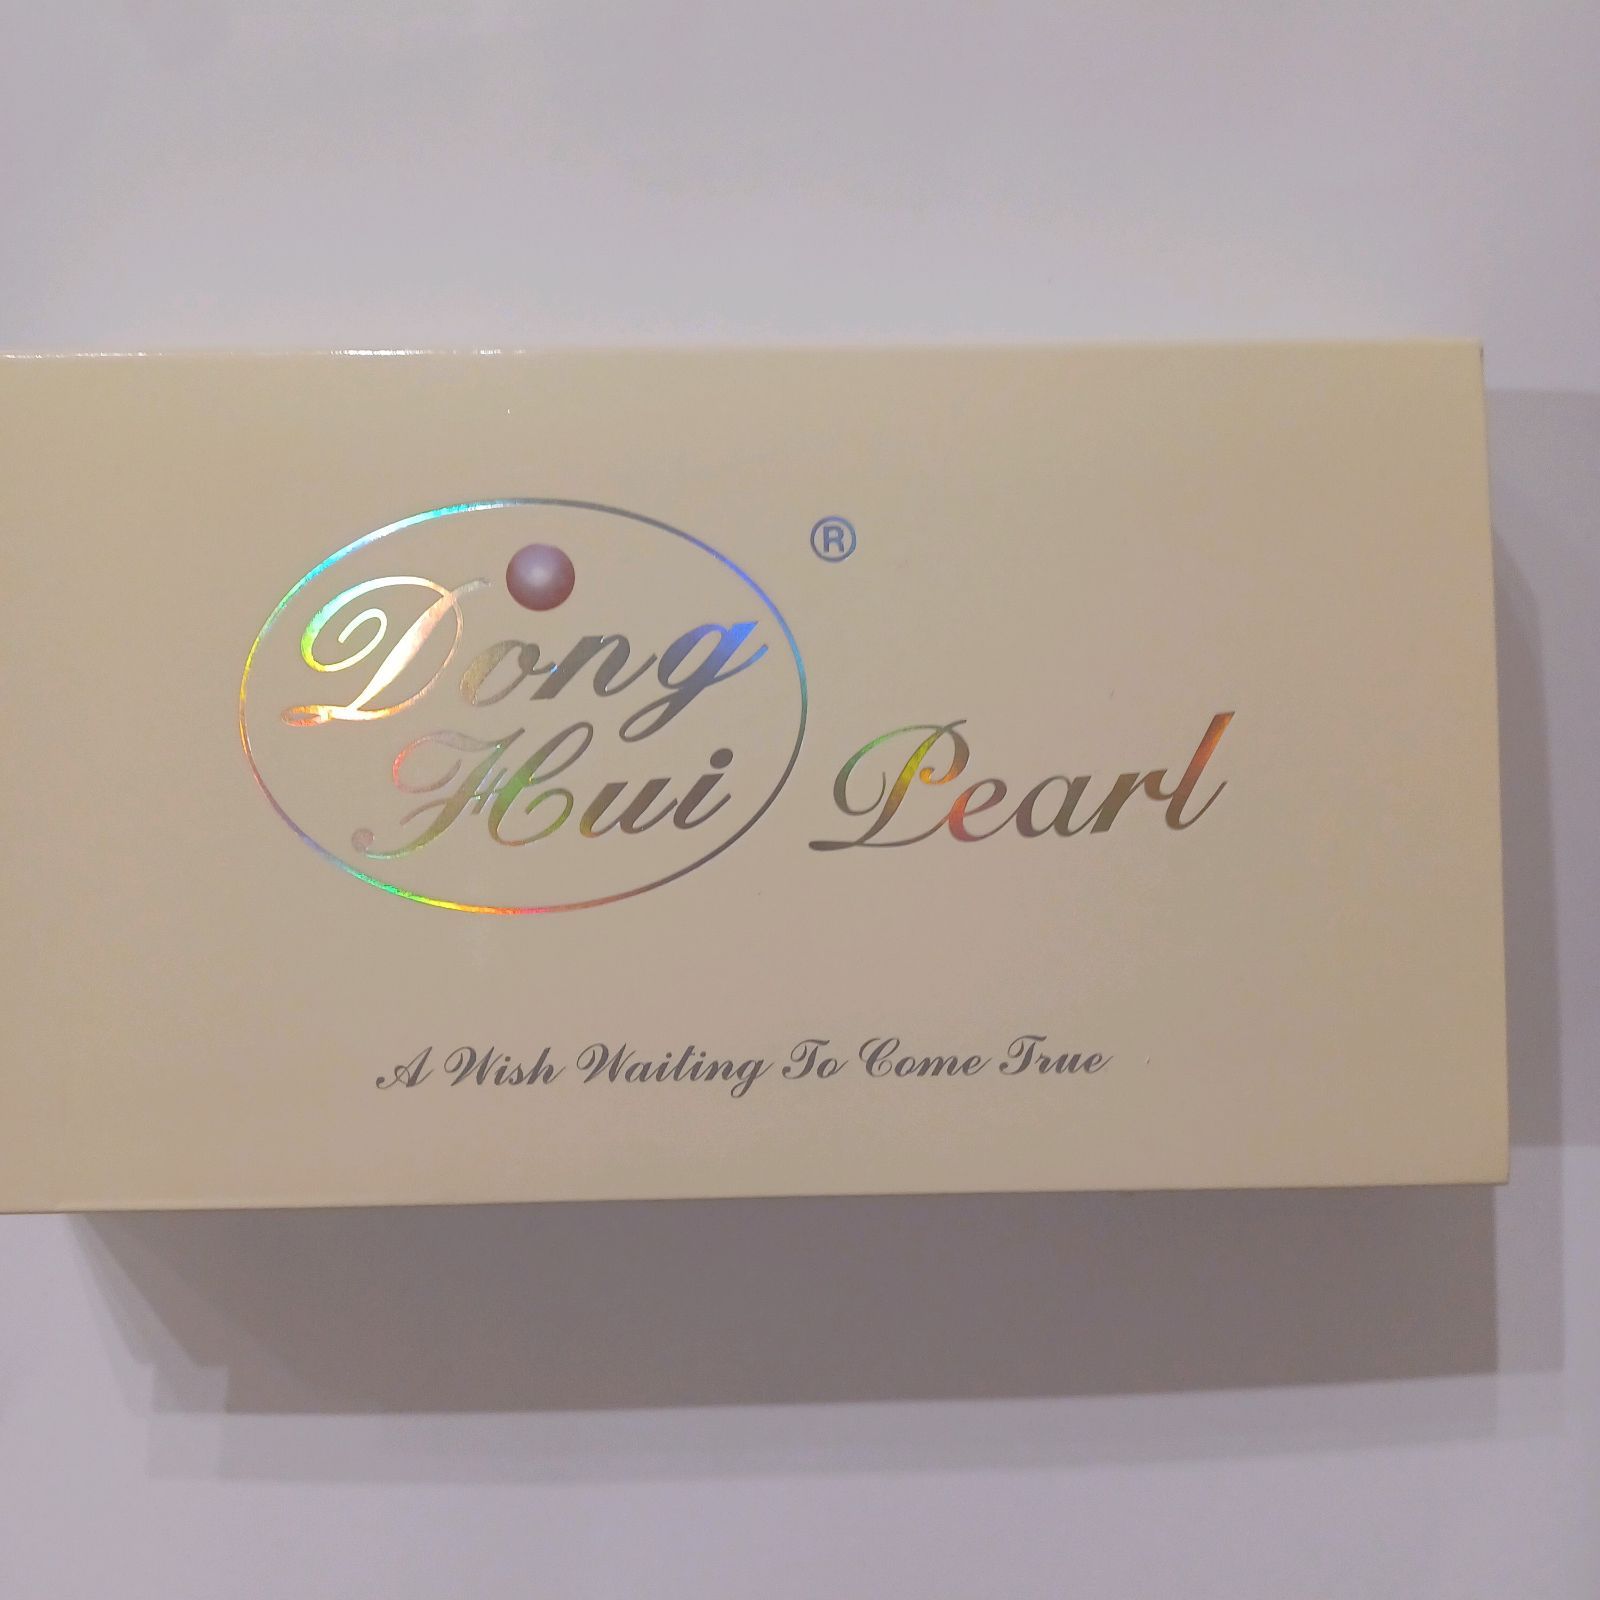 Dong ®
Hui Pearl
A Wish Waiting To Come True